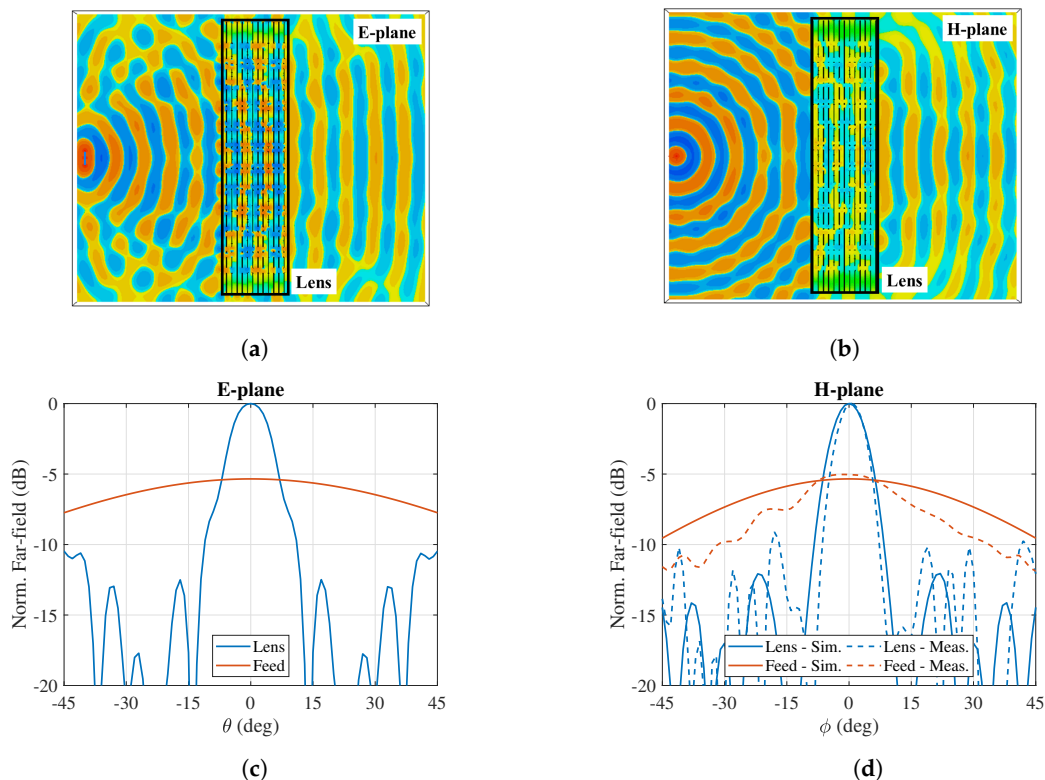 E-plane
Lens
H-plane
Lens
(a)
(b)
E-plane
Norm. Far-field (dB)
0
-5
-10
-15
-20
Lens
Feed
-45 -30 -15 0 15 30 45
θ (deg)
(c)
H-plane
Norm. Far-field (dB)
0
-5
-10
-15
-20
Lens - Sim. Lens - Meas.
Feed - Sim. Feed - Meas.
-45 -30 -15 0 15 30 45
ϕ (deg)
(d)